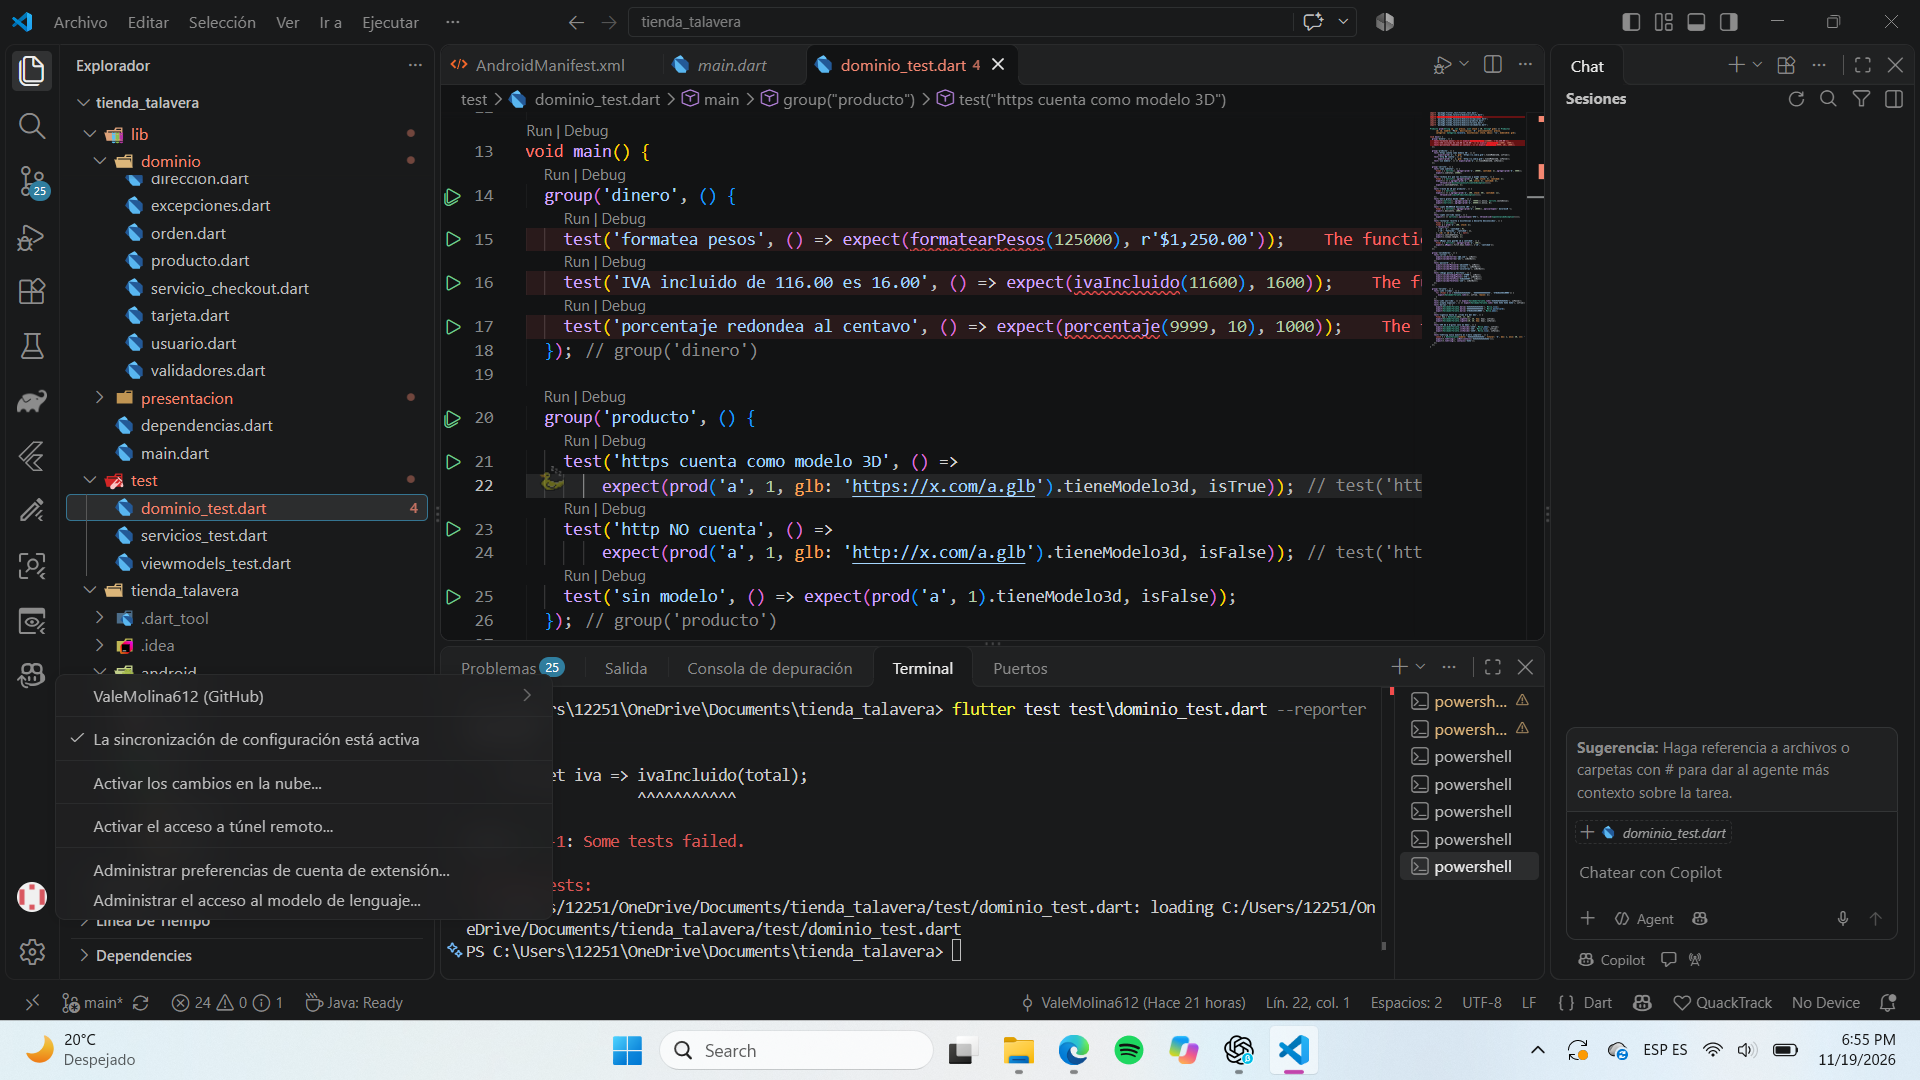 Archivo Editar Selección Ver Ir a Ejecutar ···
tienda_talavera
Explorador
tienda_talavera
lib
dominio
direccion.dart
excepciones.dart
orden.dart
producto.dart
servicio_checkout.dart
tarjeta.dart
usuario.dart
validadores.dart
presentacion
dependencias.dart
main.dart
test
dominio_test.dart 4
servicios_test.dart
viewmodels_test.dart
tienda_talavera
.dart_tool
.idea
android
25
ValeMolina612 (GitHub)
La sincronización de configuración está activa
Activar los cambios en la nube...
Activar el acceso a túnel remoto...
Administrar preferencias de cuenta de extensión...
Administrar el acceso al modelo de lenguaje...
Línea De Tiempo
Dependencies
AndroidManifest.xml
main.dart
dominio_test.dart 4
test > dominio_test.dart > main > group("producto") > test("https cuenta como modelo 3D")
Run | Debug
13 void main() {
Run | Debug
14 group('dinero', () {
Run | Debug
15 test('formatea pesos', () => expect(formatearPesos(125000), r'$1,250.00')); The functi
Run | Debug
16 test('IVA incluido de 116.00 es 16.00', () => expect(ivaIncluido(11600), 1600)); The f
Run | Debug
17 test('porcentaje redondea al centavo', () => expect(porcentaje(9999, 10), 1000)); The
18 }); // group('dinero')
19
Run | Debug
20 group('producto', () {
Run | Debug
21 test('https cuenta como modelo 3D', () =>
22 expect(prod('a', 1, glb: 'https://x.com/a.glb').tieneModelo3d, isTrue)); // test('htt
Run | Debug
23 test('http NO cuenta', () =>
24 expect(prod('a', 1, glb: 'http://x.com/a.glb').tieneModelo3d, isFalse)); // test('htt
Run | Debug
25 test('sin modelo', () => expect(prod('a', 1).tieneModelo3d, isFalse));
26 }); // group('producto')
Problemas 25 Salida Consola de depuración Terminal Puertos
rs\12251\OneDrive\Documents\tienda_talavera> flutter test test\dominio_test.dart --reporter
et iva => ivaIncluido(total);
^^^^^^^^^^^
-1: Some tests failed.
ests:
s/12251/OneDrive/Documents/tienda_talavera/test/dominio_test.dart: loading C:/Users/12251/On
eDrive/Documents/tienda_talavera/test/dominio_test.dart
PS C:\Users\12251\OneDrive\Documents\tienda_talavera>
powersh...
powersh...
powershell
powershell
powershell
powershell
powershell
Chat
Sesiones
Sugerencia: Haga referencia a archivos o
carpetas con # para dar al agente más
contexto sobre la tarea.
dominio_test.dart
Chatear con Copilot
Agent
Copilot
main* 24 0 1 Java: Ready
ValeMolina612 (Hace 21 horas) Lín. 22, col. 1 Espacios: 2 UTF-8 LF { } Dart QuackTrack No Device
20°C
Despejado
Search
ESP ES
6:55 PM
11/19/2026